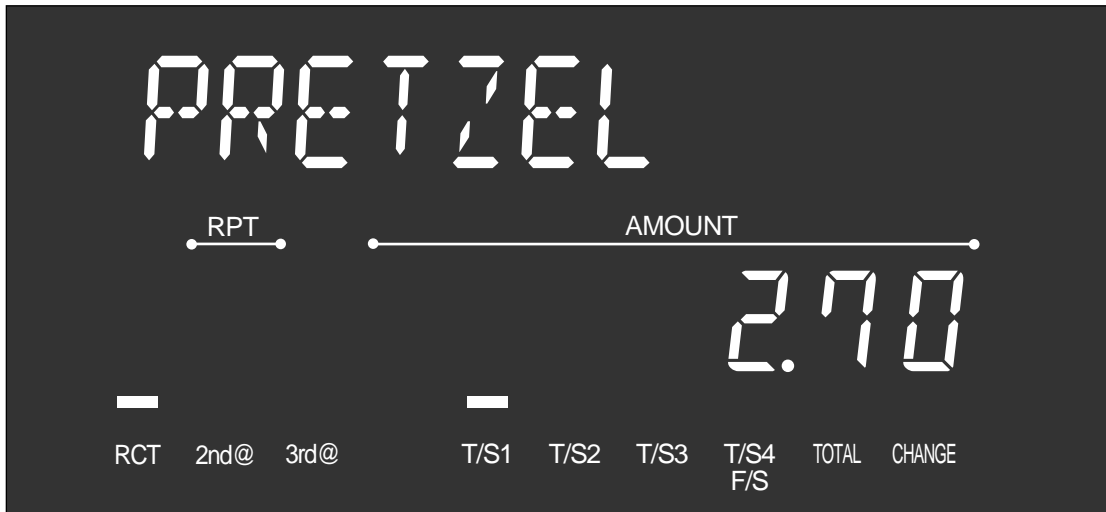 PRETZEL
RPT AMOUNT
2.70
RCT 2nd@ 3rd@ T/S1 T/S2 T/S3 T/S4 TOTAL CHANGE
F/S